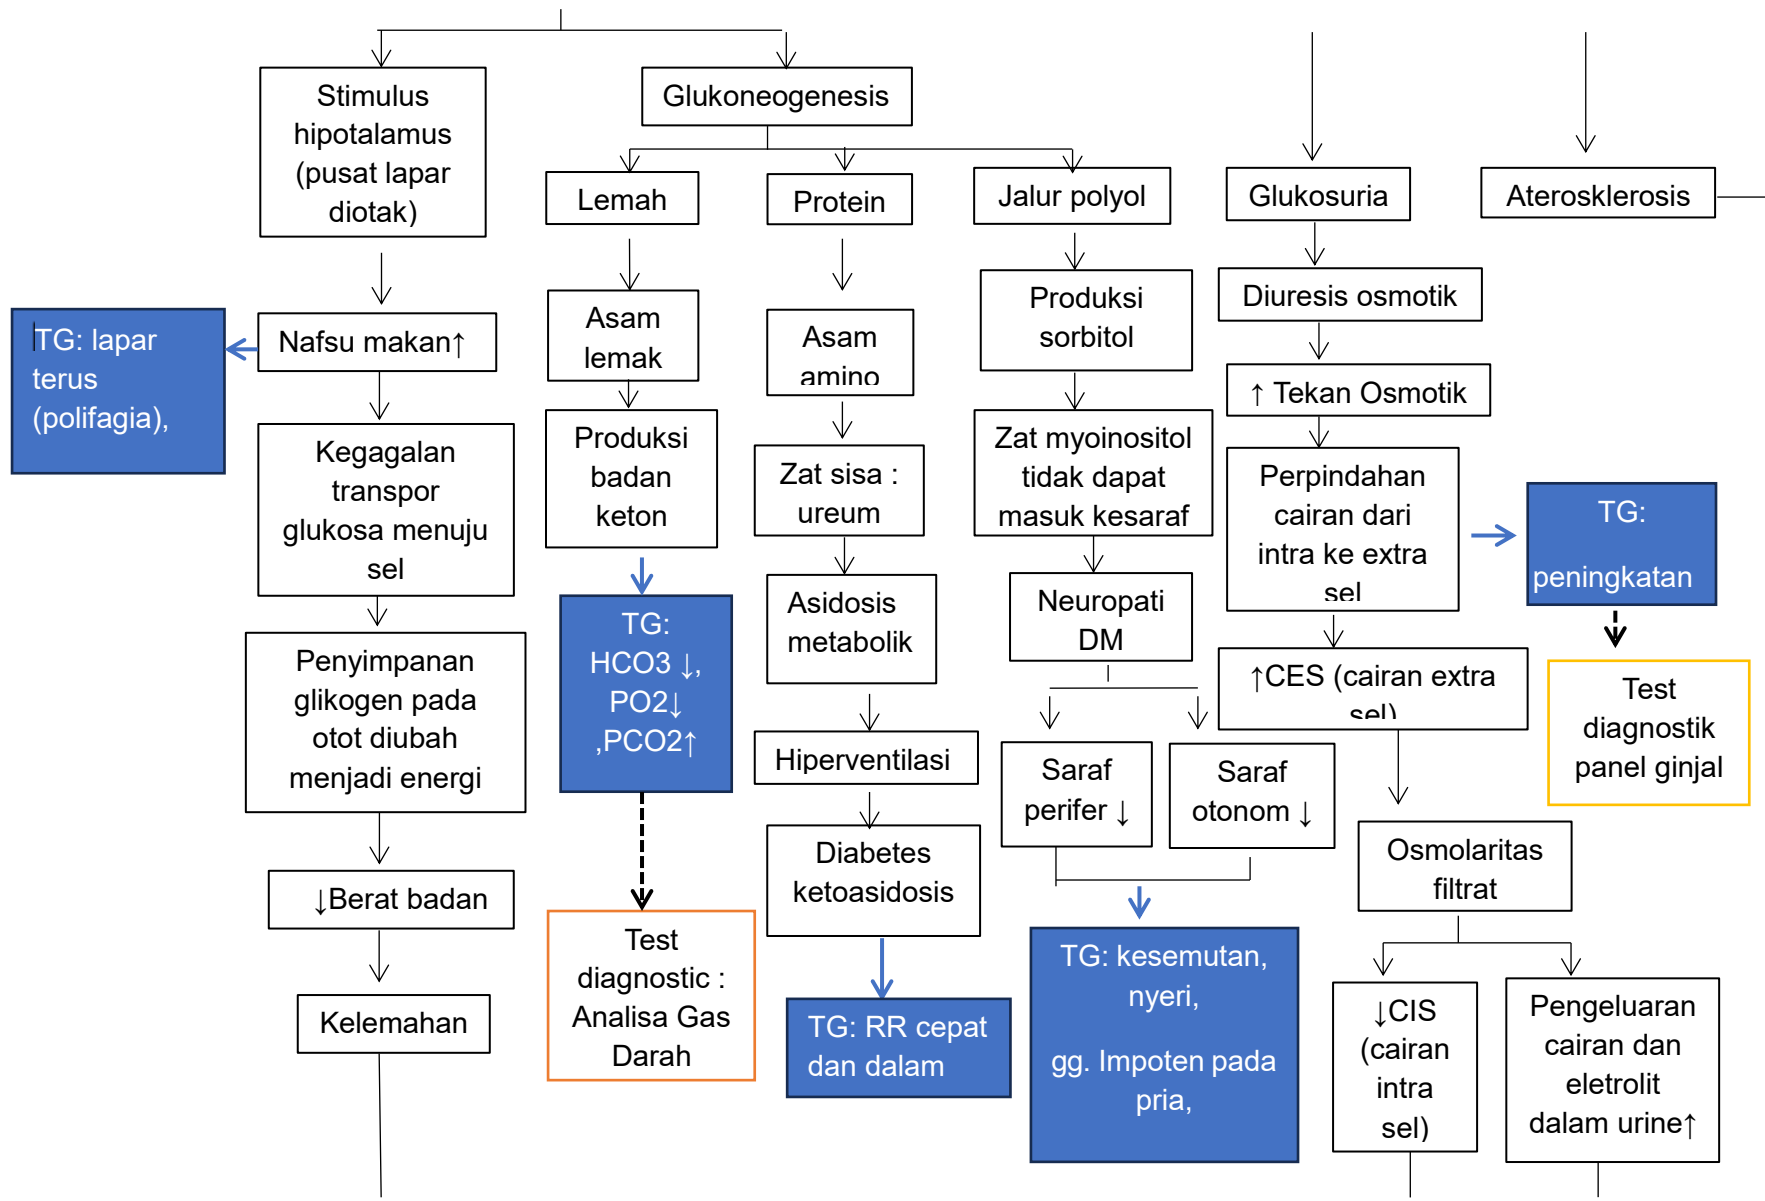 Stimulus
hipotalamus
(pusat lapar
diotak)
Glukoneogenesis
Lemah
Protein
Jalur polyol
Glukosuria
Aterosklerosis
TG: lapar
terus
(polifagia),
Nafsu makan↑
Asam
lemak
Asam
amino
Produksi
sorbitol
Diuresis osmotik
↑ Tekan Osmotik
Kegagalan
transpor
glukosa menuju
sel
Produksi
badan
keton
Zat sisa :
ureum
Zat myoinositol
tidak dapat
masuk kesaraf
Perpindahan
cairan dari
intra ke extra
sel
TG:
peningkatan
Penyimpanan
glikogen pada
otot diubah
menjadi energi
TG:
HCO3 ↓,
PO2↓
,PCO2↑
Asidosis
metabolik
Neuropati
DM
↑CES (cairan extra
sel)
Test
diagnostik
panel ginjal
Hiperventilasi
Saraf
perifer ↓
Saraf
otonom ↓
↓Berat badan
Diabetes
ketoasidosis
Osmolaritas
filtrat
Kelemahan
Test
diagnostic :
Analisa Gas
Darah
TG: RR cepat
dan dalam
TG: kesemutan,
nyeri,
gg. Impoten pada
pria,
↓CIS
(cairan
intra
sel)
Pengeluaran
cairan dan
eletrolit
dalam urine↑